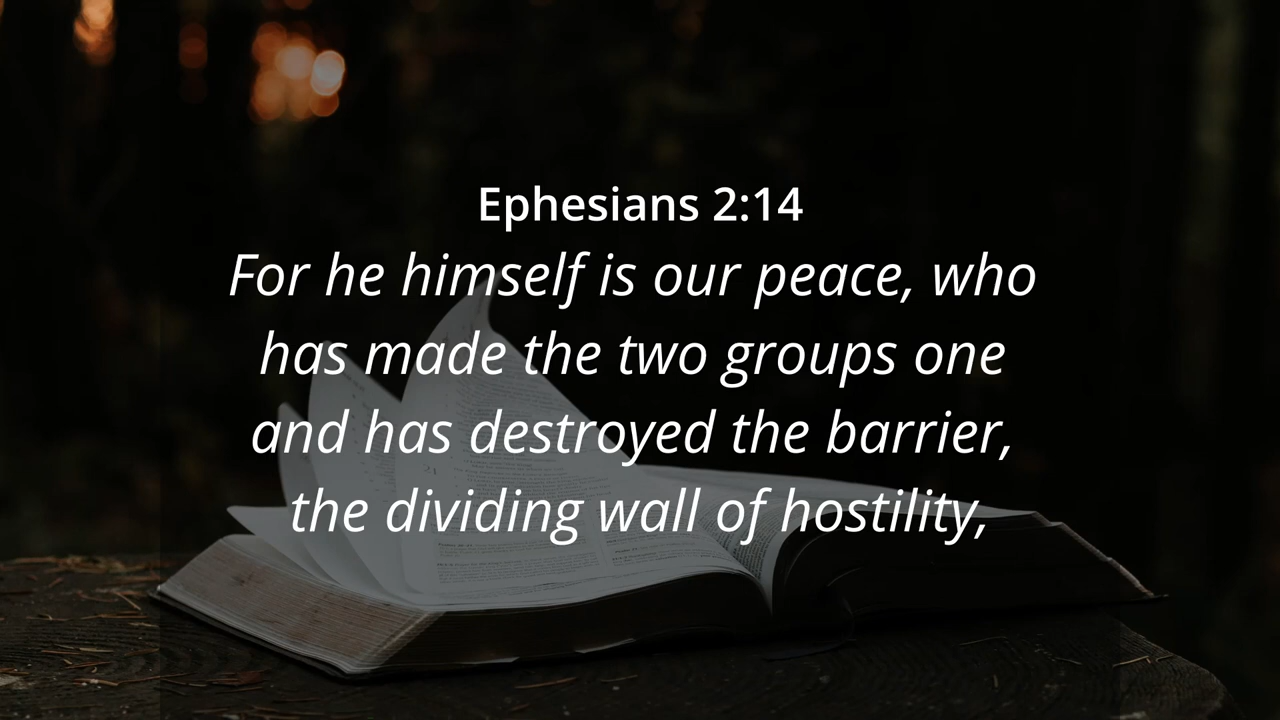 Ephesians 2:14
For he himself is our peace, who
has made the two groups one
and has destroyed the barrier,
the dividing wall of hostility,